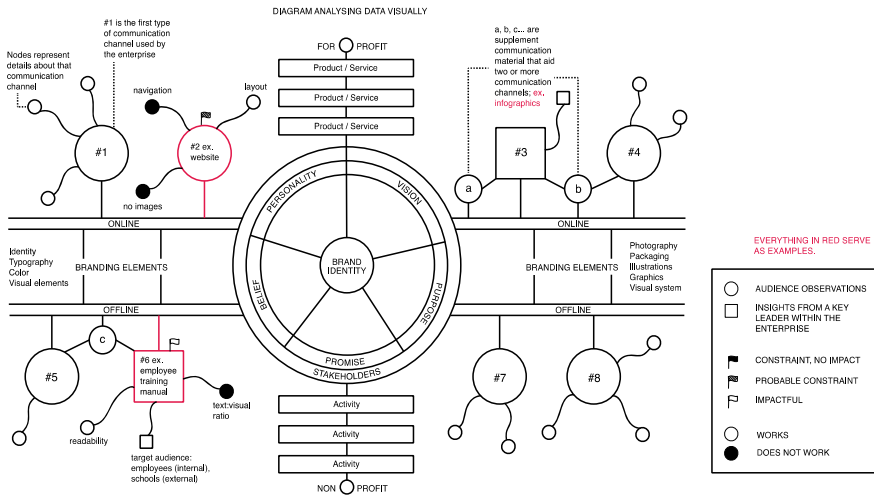 DIAGRAM ANALYSING DATA VISUALLY
#1 is the first type
of communication
channel used by
the enterprise
Nodes represent
details about that
communication
channel
#1
navigation
layout
#2 ex.
website
no images
FOR PROFIT
Product / Service
Product / Service
Product / Service
a, b, c... are
supplement
communication
material that aid
two or more
communication
channels; ex.
infographics
#3
#4
a
b
ONLINE
ONLINE
Identity
Typography
Color
Visual elements
BRANDING ELEMENTS
PERSONALITY
VISION
BRAND
IDENTITY
BELIEF
PURPOSE
PROMISE
STAKEHOLDERS
BRANDING ELEMENTS
Photography
Packaging
Illustrations
Graphics
Visual system
OFFLINE
OFFLINE
c
#5
#6 ex.
employee
training
manual
text:visual
ratio
readability
target audience:
employees (internal),
schools (external)
Activity
Activity
Activity
NON PROFIT
#7
#8
EVERYTHING IN RED SERVE
AS EXAMPLES.
AUDIENCE OBSERVATIONS
INSIGHTS FROM A KEY
LEADER WITHIN THE
ENTERPRISE
CONSTRAINT, NO IMPACT
PROBABLE CONSTRAINT
IMPACTFUL
WORKS
DOES NOT WORK